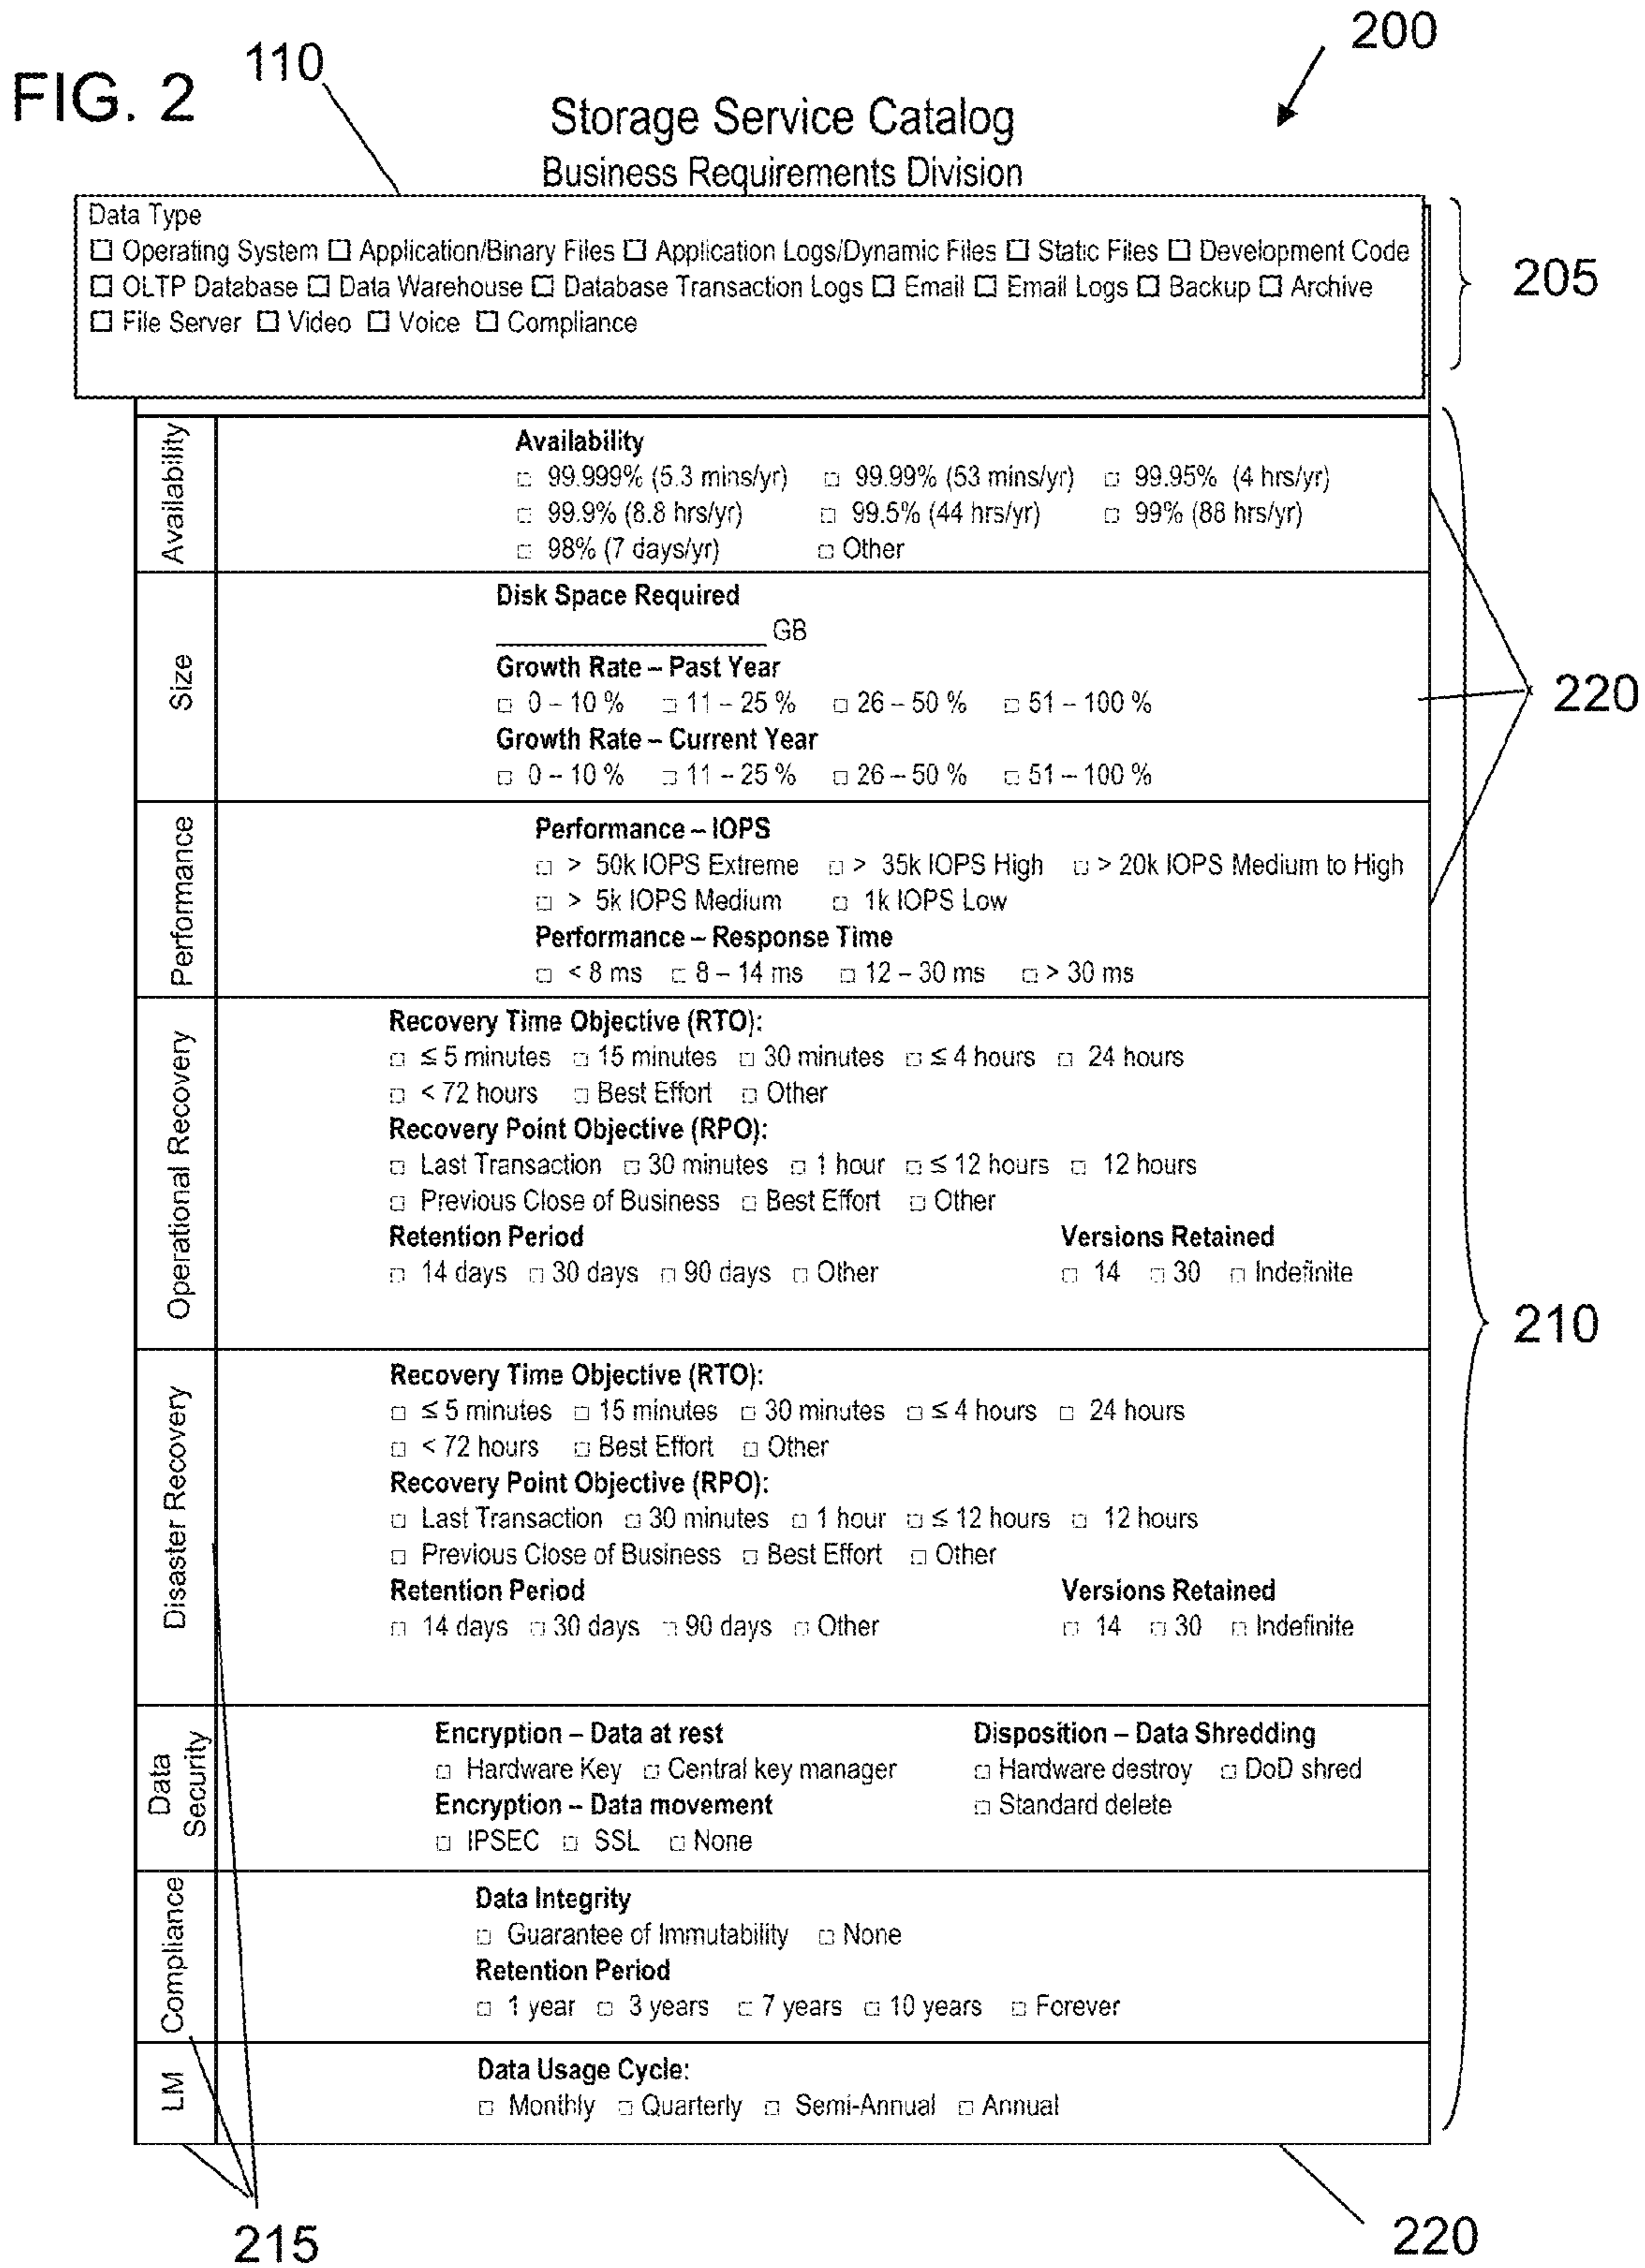 200
110
FIG. 2
Storage Service Catalog
Business Requirements Division
Data Type
☐ Operating System ☐ Application/Binary Files ☐ Application Logs/Dynamic Files ☐ Static Files ☐ Development Code
☐ OLTP Database ☐ Data Warehouse ☐ Database Transaction Logs ☐ Email ☐ Email Logs ☐ Backup ☐ Archive
☐ File Server ☐ Video ☐ Voice ☐ Compliance
205
Availability
Availability
☐ 99.999% (5.3 mins/yr) ☐ 99.99% (53 mins/yr) ☐ 99.95% (4 hrs/yr)
☐ 99.9% (8.8 hrs/yr) ☐ 99.5% (44 hrs/yr) ☐ 99% (88 hrs/yr)
☐ 98% (7 days/yr) ☐ Other
Size
Disk Space Required
____________________ GB
Growth Rate – Past Year
☐ 0 – 10 % ☐ 11 – 25 % ☐ 26 – 50 % ☐ 51 – 100 %
Growth Rate – Current Year
☐ 0 – 10 % ☐ 11 – 25 % ☐ 26 – 50 % ☐ 51 – 100 %
220
Performance
Performance – IOPS
☐ > 50k IOPS Extreme ☐ > 35k IOPS High ☐ > 20k IOPS Medium to High
☐ > 5k IOPS Medium ☐ 1k IOPS Low
Performance – Response Time
☐ < 8 ms ☐ 8 – 14 ms ☐ 12 – 30 ms ☐ > 30 ms
Operational Recovery
Recovery Time Objective (RTO):
☐ ≤ 5 minutes ☐ 15 minutes ☐ 30 minutes ☐ ≤ 4 hours ☐ 24 hours
☐ < 72 hours ☐ Best Effort ☐ Other
Recovery Point Objective (RPO):
☐ Last Transaction ☐ 30 minutes ☐ 1 hour ☐ ≤ 12 hours ☐ 12 hours
☐ Previous Close of Business ☐ Best Effort ☐ Other
Retention Period Versions Retained
☐ 14 days ☐ 30 days ☐ 90 days ☐ Other ☐ 14 ☐ 30 ☐ Indefinite
210
Disaster Recovery
Recovery Time Objective (RTO):
☐ ≤ 5 minutes ☐ 15 minutes ☐ 30 minutes ☐ ≤ 4 hours ☐ 24 hours
☐ < 72 hours ☐ Best Effort ☐ Other
Recovery Point Objective (RPO):
☐ Last Transaction ☐ 30 minutes ☐ 1 hour ☐ ≤ 12 hours ☐ 12 hours
☐ Previous Close of Business ☐ Best Effort ☐ Other
Retention Period Versions Retained
☐ 14 days ☐ 30 days ☐ 90 days ☐ Other ☐ 14 ☐ 30 ☐ Indefinite
Data
Security
Encryption – Data at rest Disposition – Data Shredding
☐ Hardware Key ☐ Central key manager ☐ Hardware destroy ☐ DoD shred
Encryption – Data movement ☐ Standard delete
☐ IPSEC ☐ SSL ☐ None
Compliance
Data Integrity
☐ Guarantee of Immutability ☐ None
Retention Period
☐ 1 year ☐ 3 years ☐ 7 years ☐ 10 years ☐ Forever
LM
Data Usage Cycle:
☐ Monthly ☐ Quarterly ☐ Semi-Annual ☐ Annual
215
220